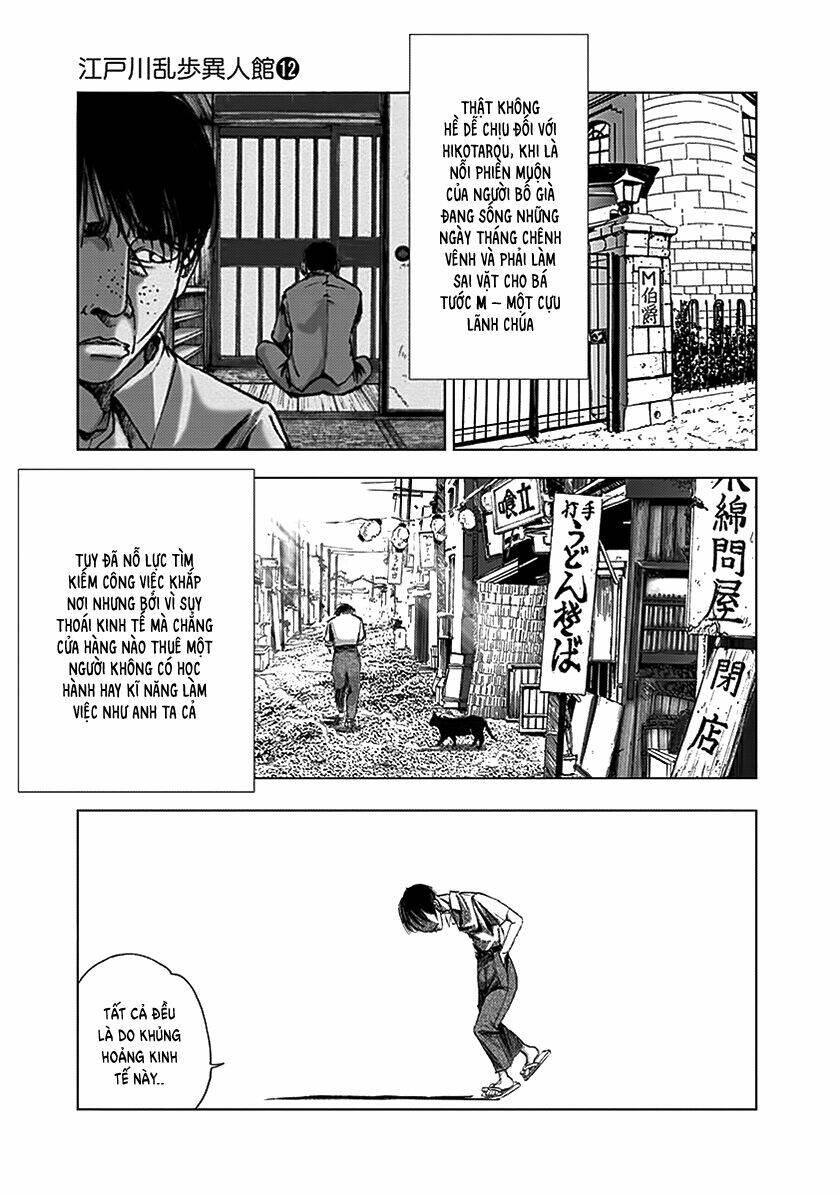 江戸川乱歩異人館⓬
THẬT KHÔNG
HỀ DỄ CHỊU ĐỐI VỚI
HIKOTAROU, KHI LÀ
NỖI PHIỀN MUỘN
CỦA NGƯỜI BỐ GIÀ
ĐANG SỐNG NHỮNG
NGÀY THÁNG CHÊNH
VÊNH VÀ PHẢI LÀM
SAI VẶT CHO BÁ
TƯỚC M – MỘT CỰU
LÃNH CHÚA
M伯爵
TUY ĐÃ NỖ LỰC TÌM
KIẾM CÔNG VIỆC KHẮP
NƠI NHƯNG BỞI VÌ SUY
THOÁI KINH TẾ MÀ CHẲNG
CỬA HÀNG NÀO THUÊ MỘT
NGƯỜI KHÔNG CÓ HỌC
HÀNH HAY KĨ NĂNG LÀM
VIỆC NHƯ ANH TA CẢ
喰立
手打
うどんそば
木綿問屋
閉店
TẤT CẢ ĐỀU
LÀ DO KHỦNG
HOẢNG KINH
TẾ NÀY..